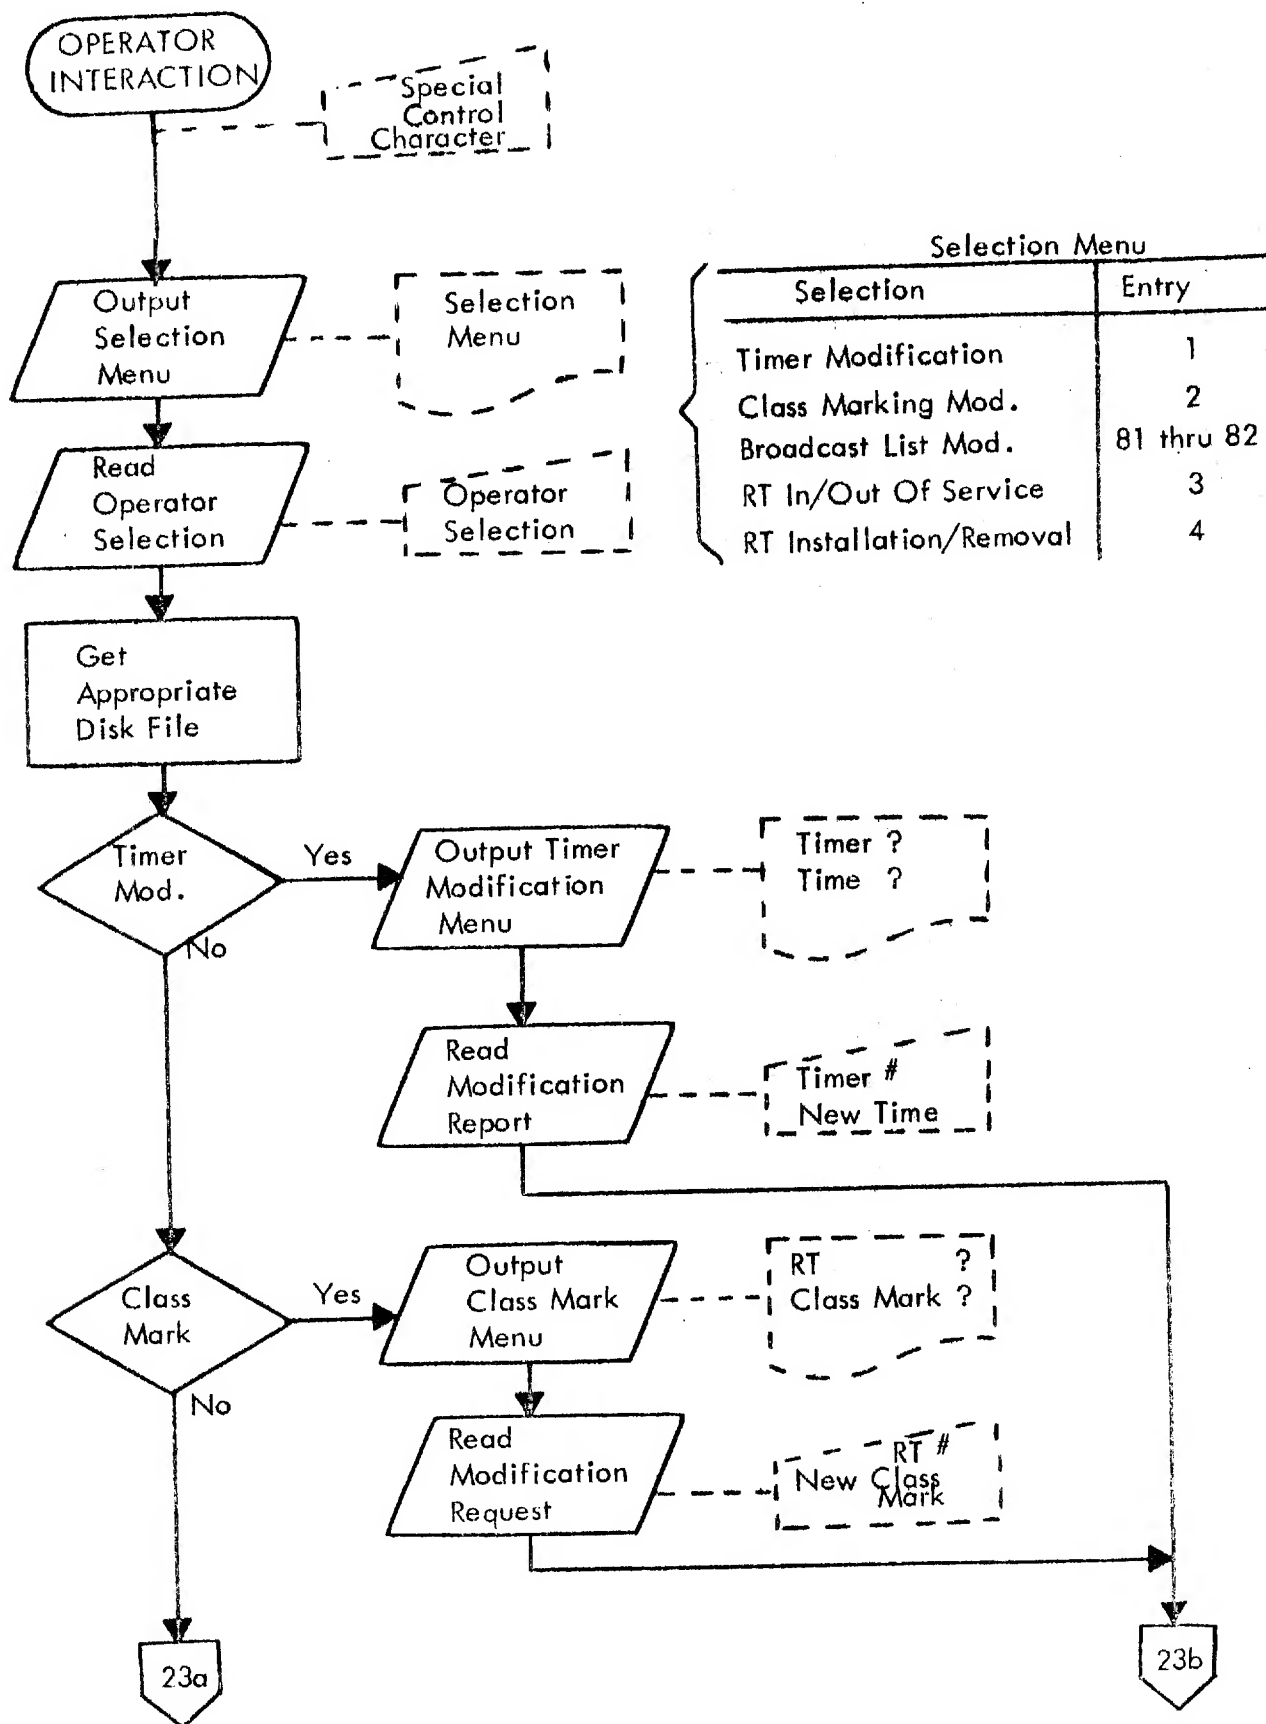 OPERATOR
INTERACTION
Special
Control
Character
Output
Selection
Menu
Selection
Menu
Selection Menu
Selection Entry
Timer Modification 1
Class Marking Mod. 2
Broadcast List Mod. 81 thru 82
RT In/Out Of Service 3
RT Installation/Removal 4
Read
Operator
Selection
Operator
Selection
Get
Appropriate
Disk File
Timer
Mod.
Yes
No
Output Timer
Modification
Menu
Timer ?
Time ?
Read
Modification
Report
Timer #
New Time
Class
Mark
Yes
No
Output
Class Mark
Menu
RT ?
Class Mark ?
Read
Modification
Request
RT #
New Class
Mark
23a
23b